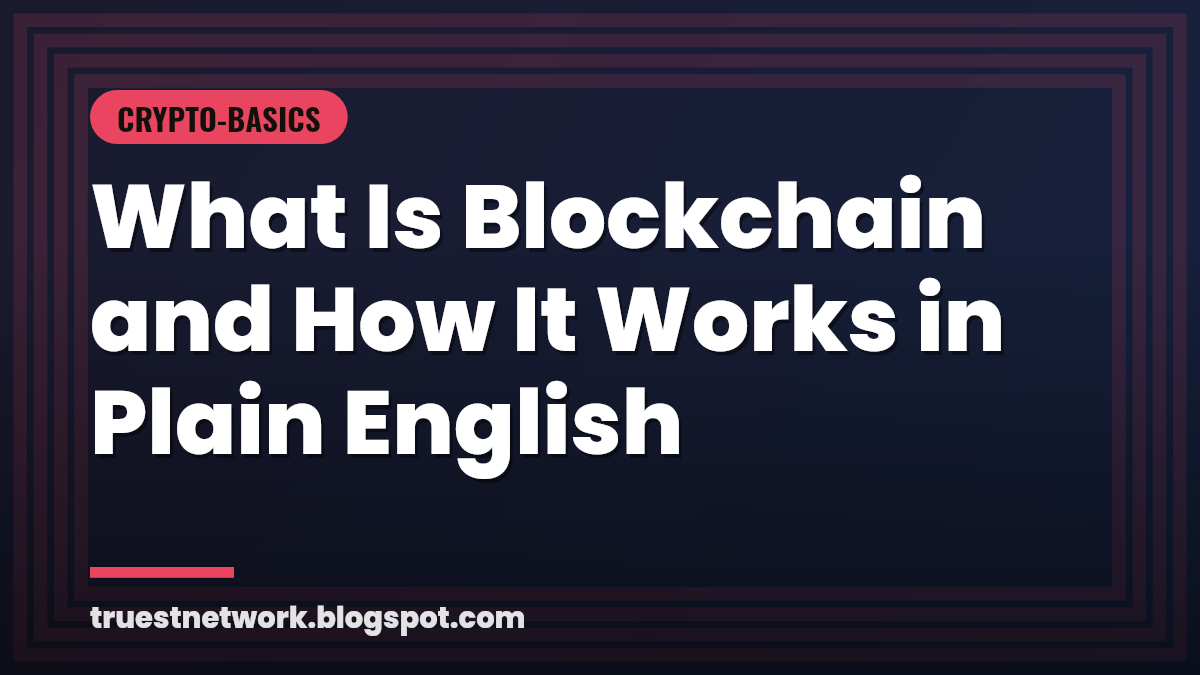 CRYPTO-BASICS
What Is Blockchain
and How It Works in
Plain English
truestnetwork.blogspot.com